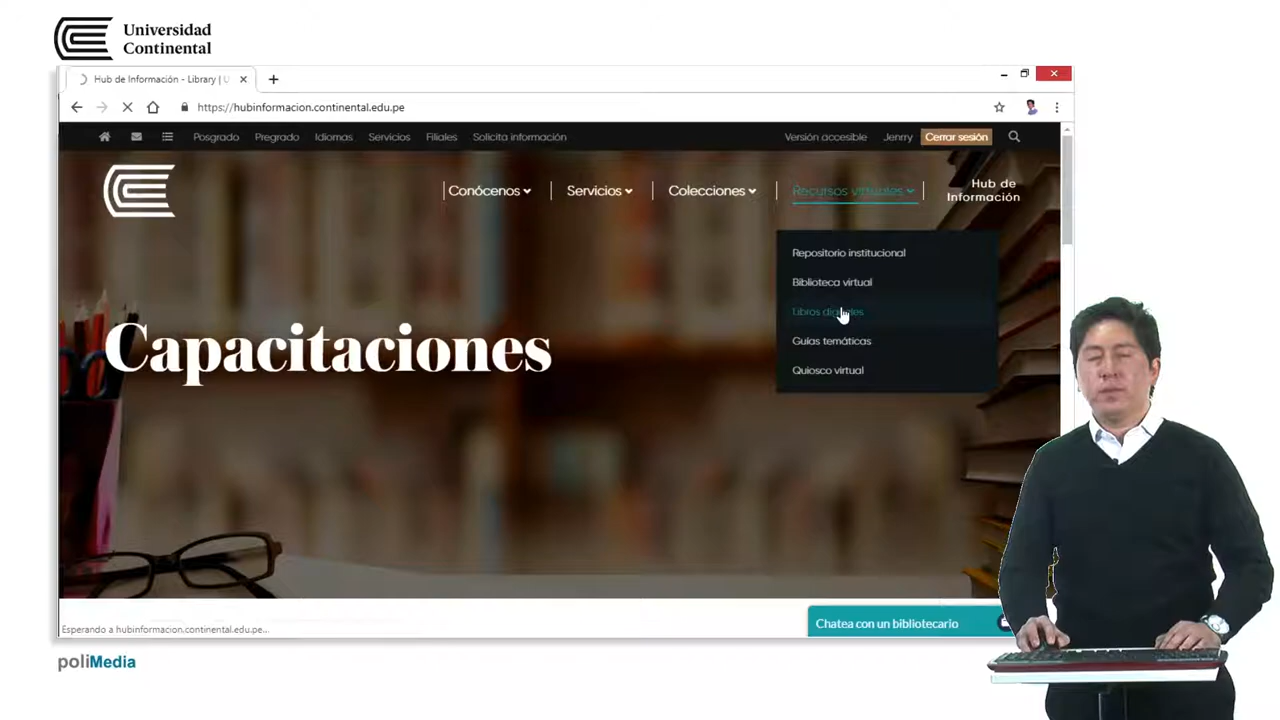 Universidad
Continental
Hub de Información - Library | U
https://hubinformacion.continental.edu.pe
Posgrado Pregrado Idiomas Servicios Filiales Solicita información Versión accesible Jenrry Cerrar sesión
Conócenos Servicios Colecciones Recursos virtuales Hub de
Información
Repositorio institucional
Biblioteca virtual
Libros digitales
Guías temáticas
Quiosco virtual
Capacitaciones
Chatea con un bibliotecario
Esperando a hubinformacion.continental.edu.pe...
poliMedia